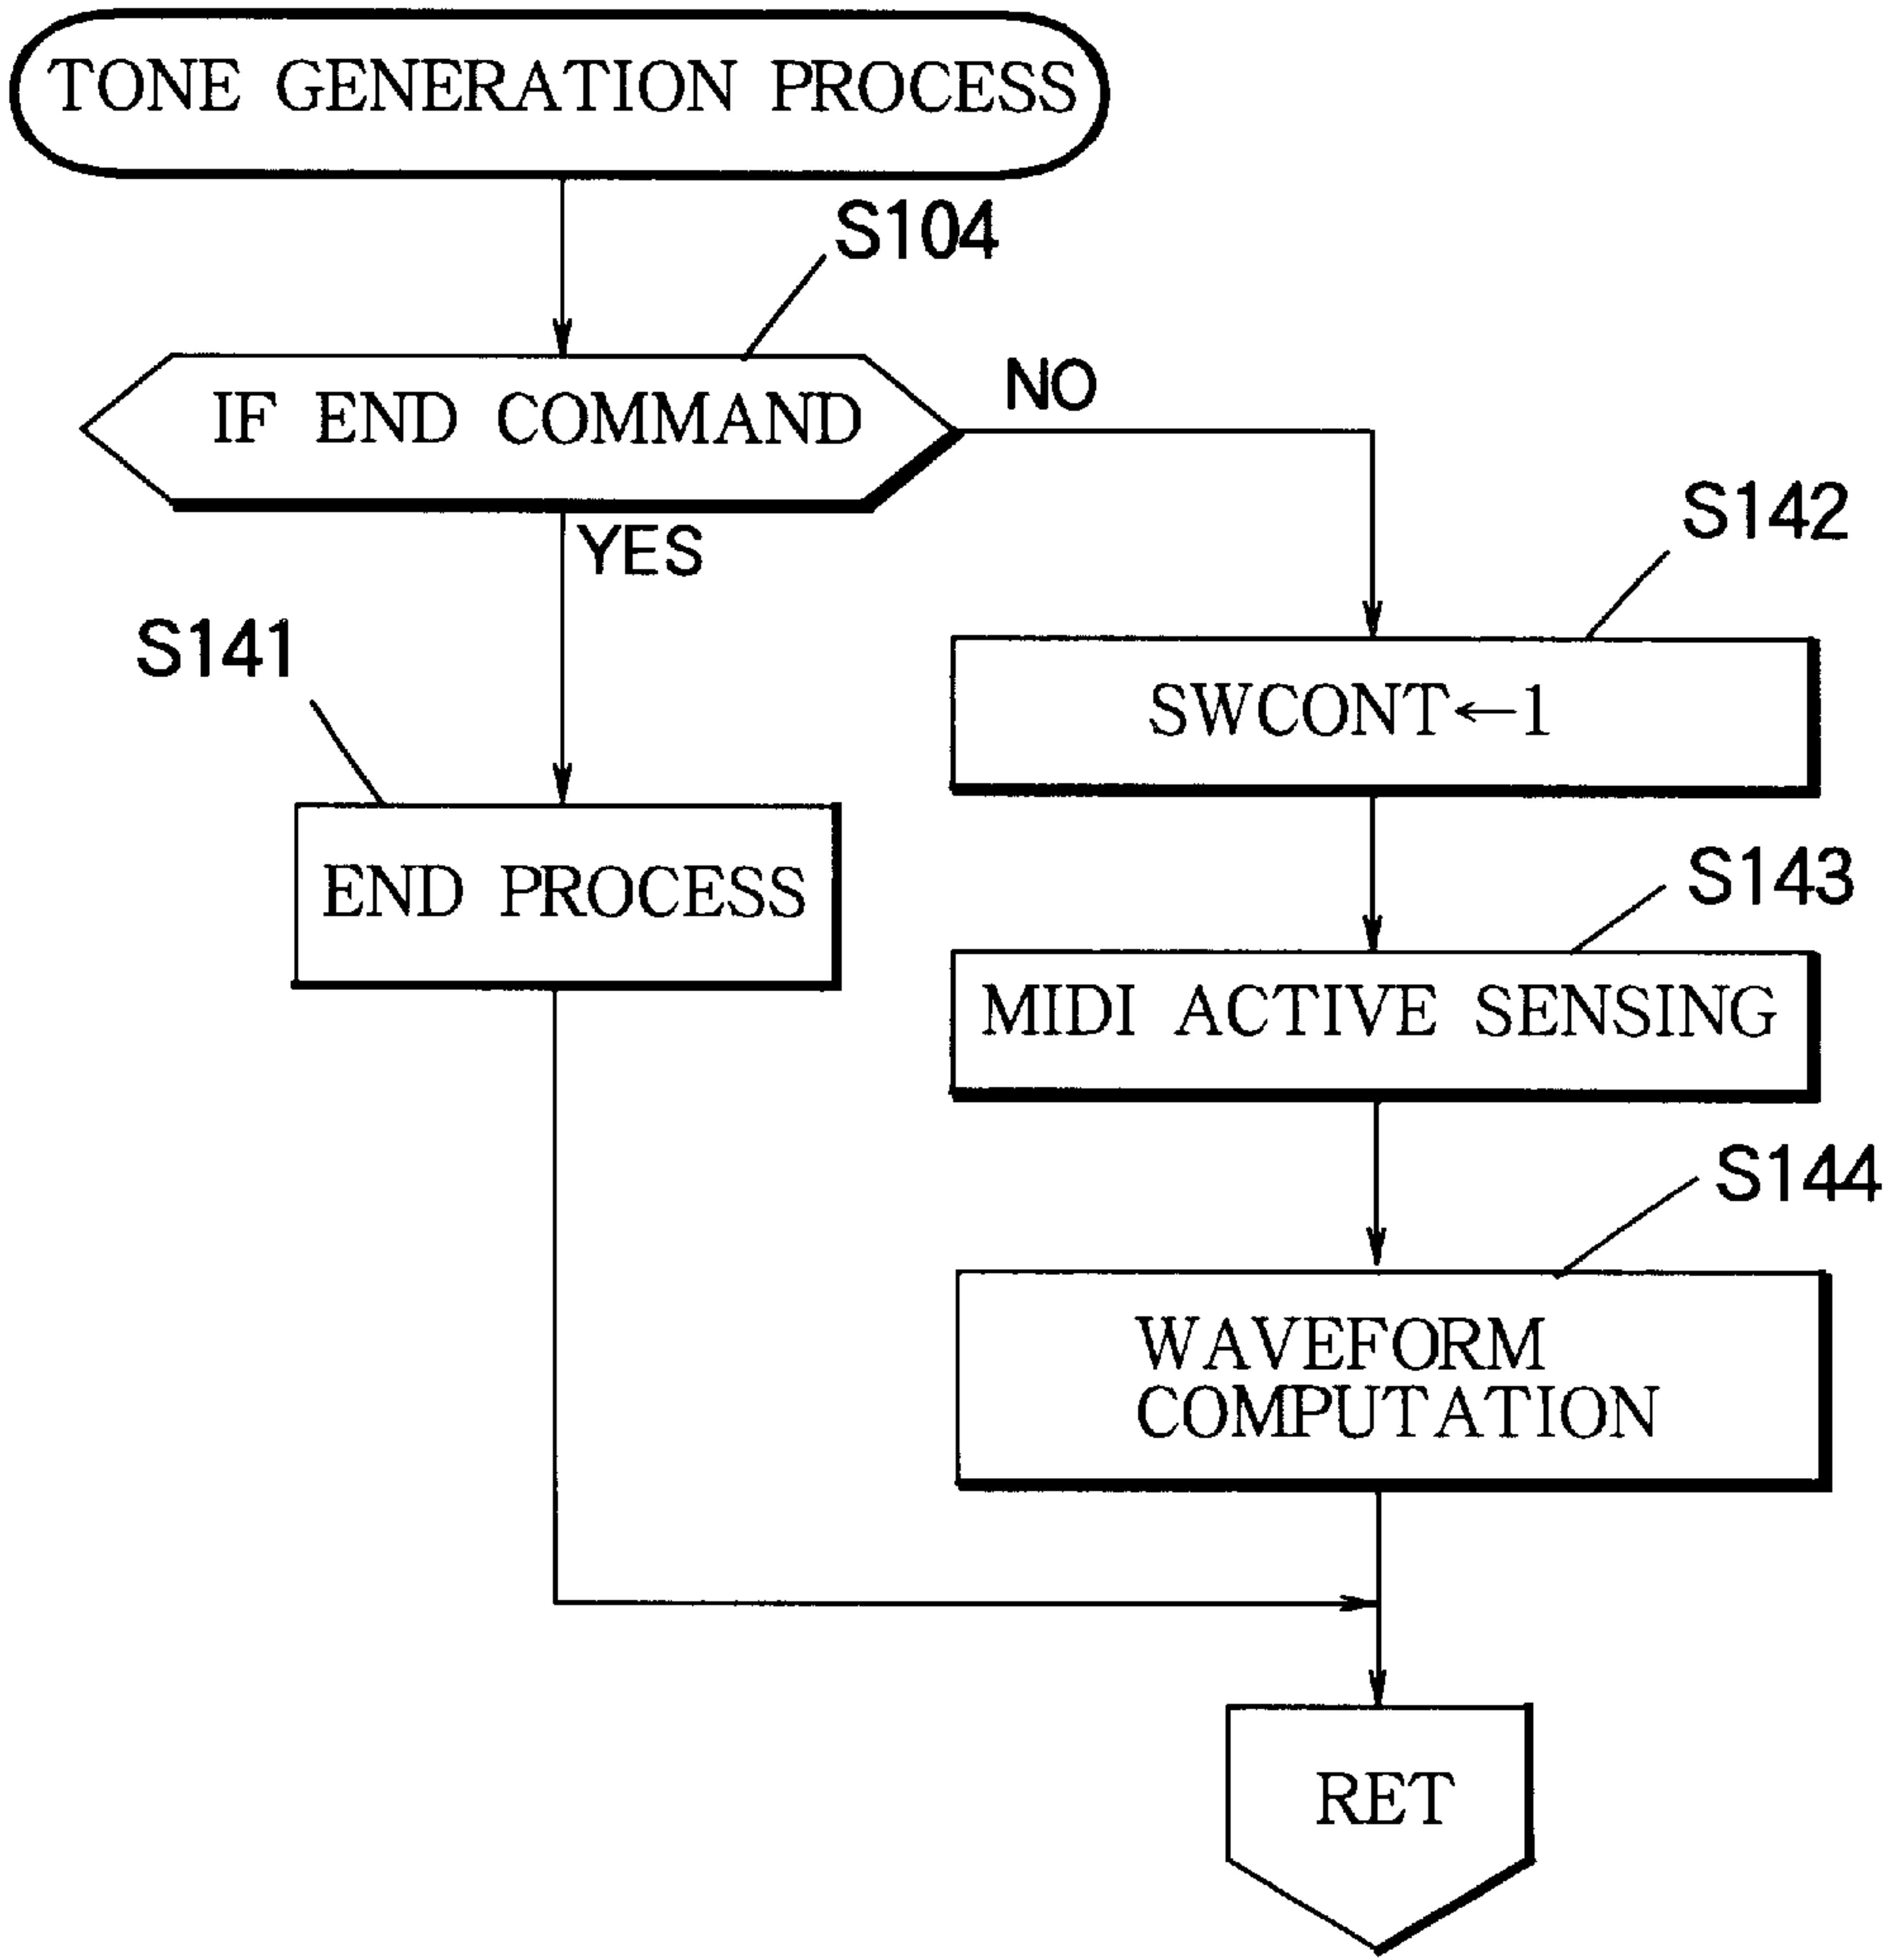 TONE GENERATION PROCESS
S104
IF END COMMAND
NO
YES
S142
S141
SWCONT←1
END PROCESS
S143
MIDI ACTIVE SENSING
S144
WAVEFORM
COMPUTATION
RET